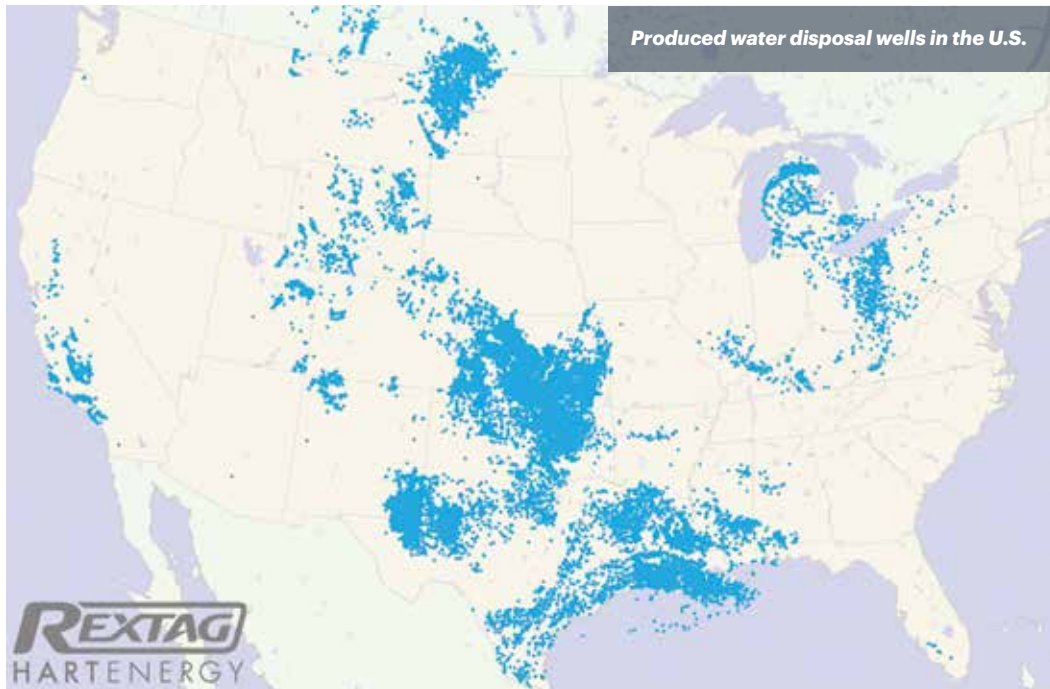 Produced water disposal wells in the U.S.
REXTAG
HARTENERGY